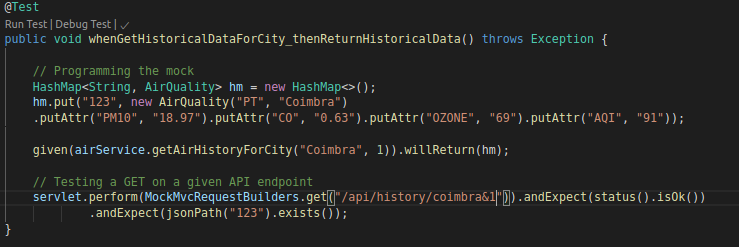 @Test
Run Test | Debug Test | ✓
public void whenGetHistoricalDataForCity_thenReturnHistoricalData() throws Exception {
// Programming the mock
HashMap<String, AirQuality> hm = new HashMap<>();
hm.put("123", new AirQuality("PT", "Coimbra")
.putAttr("PM10", "18.97").putAttr("CO", "0.63").putAttr("OZONE", "69").putAttr("AQI", "91"));
given(airService.getAirHistoryForCity("Coimbra", 1)).willReturn(hm);
// Testing a GET on a given API endpoint
servlet.perform(MockMvcRequestBuilders.get("/api/history/coimbra&1")).andExpect(status().isOk())
.andExpect(jsonPath("123").exists());
}